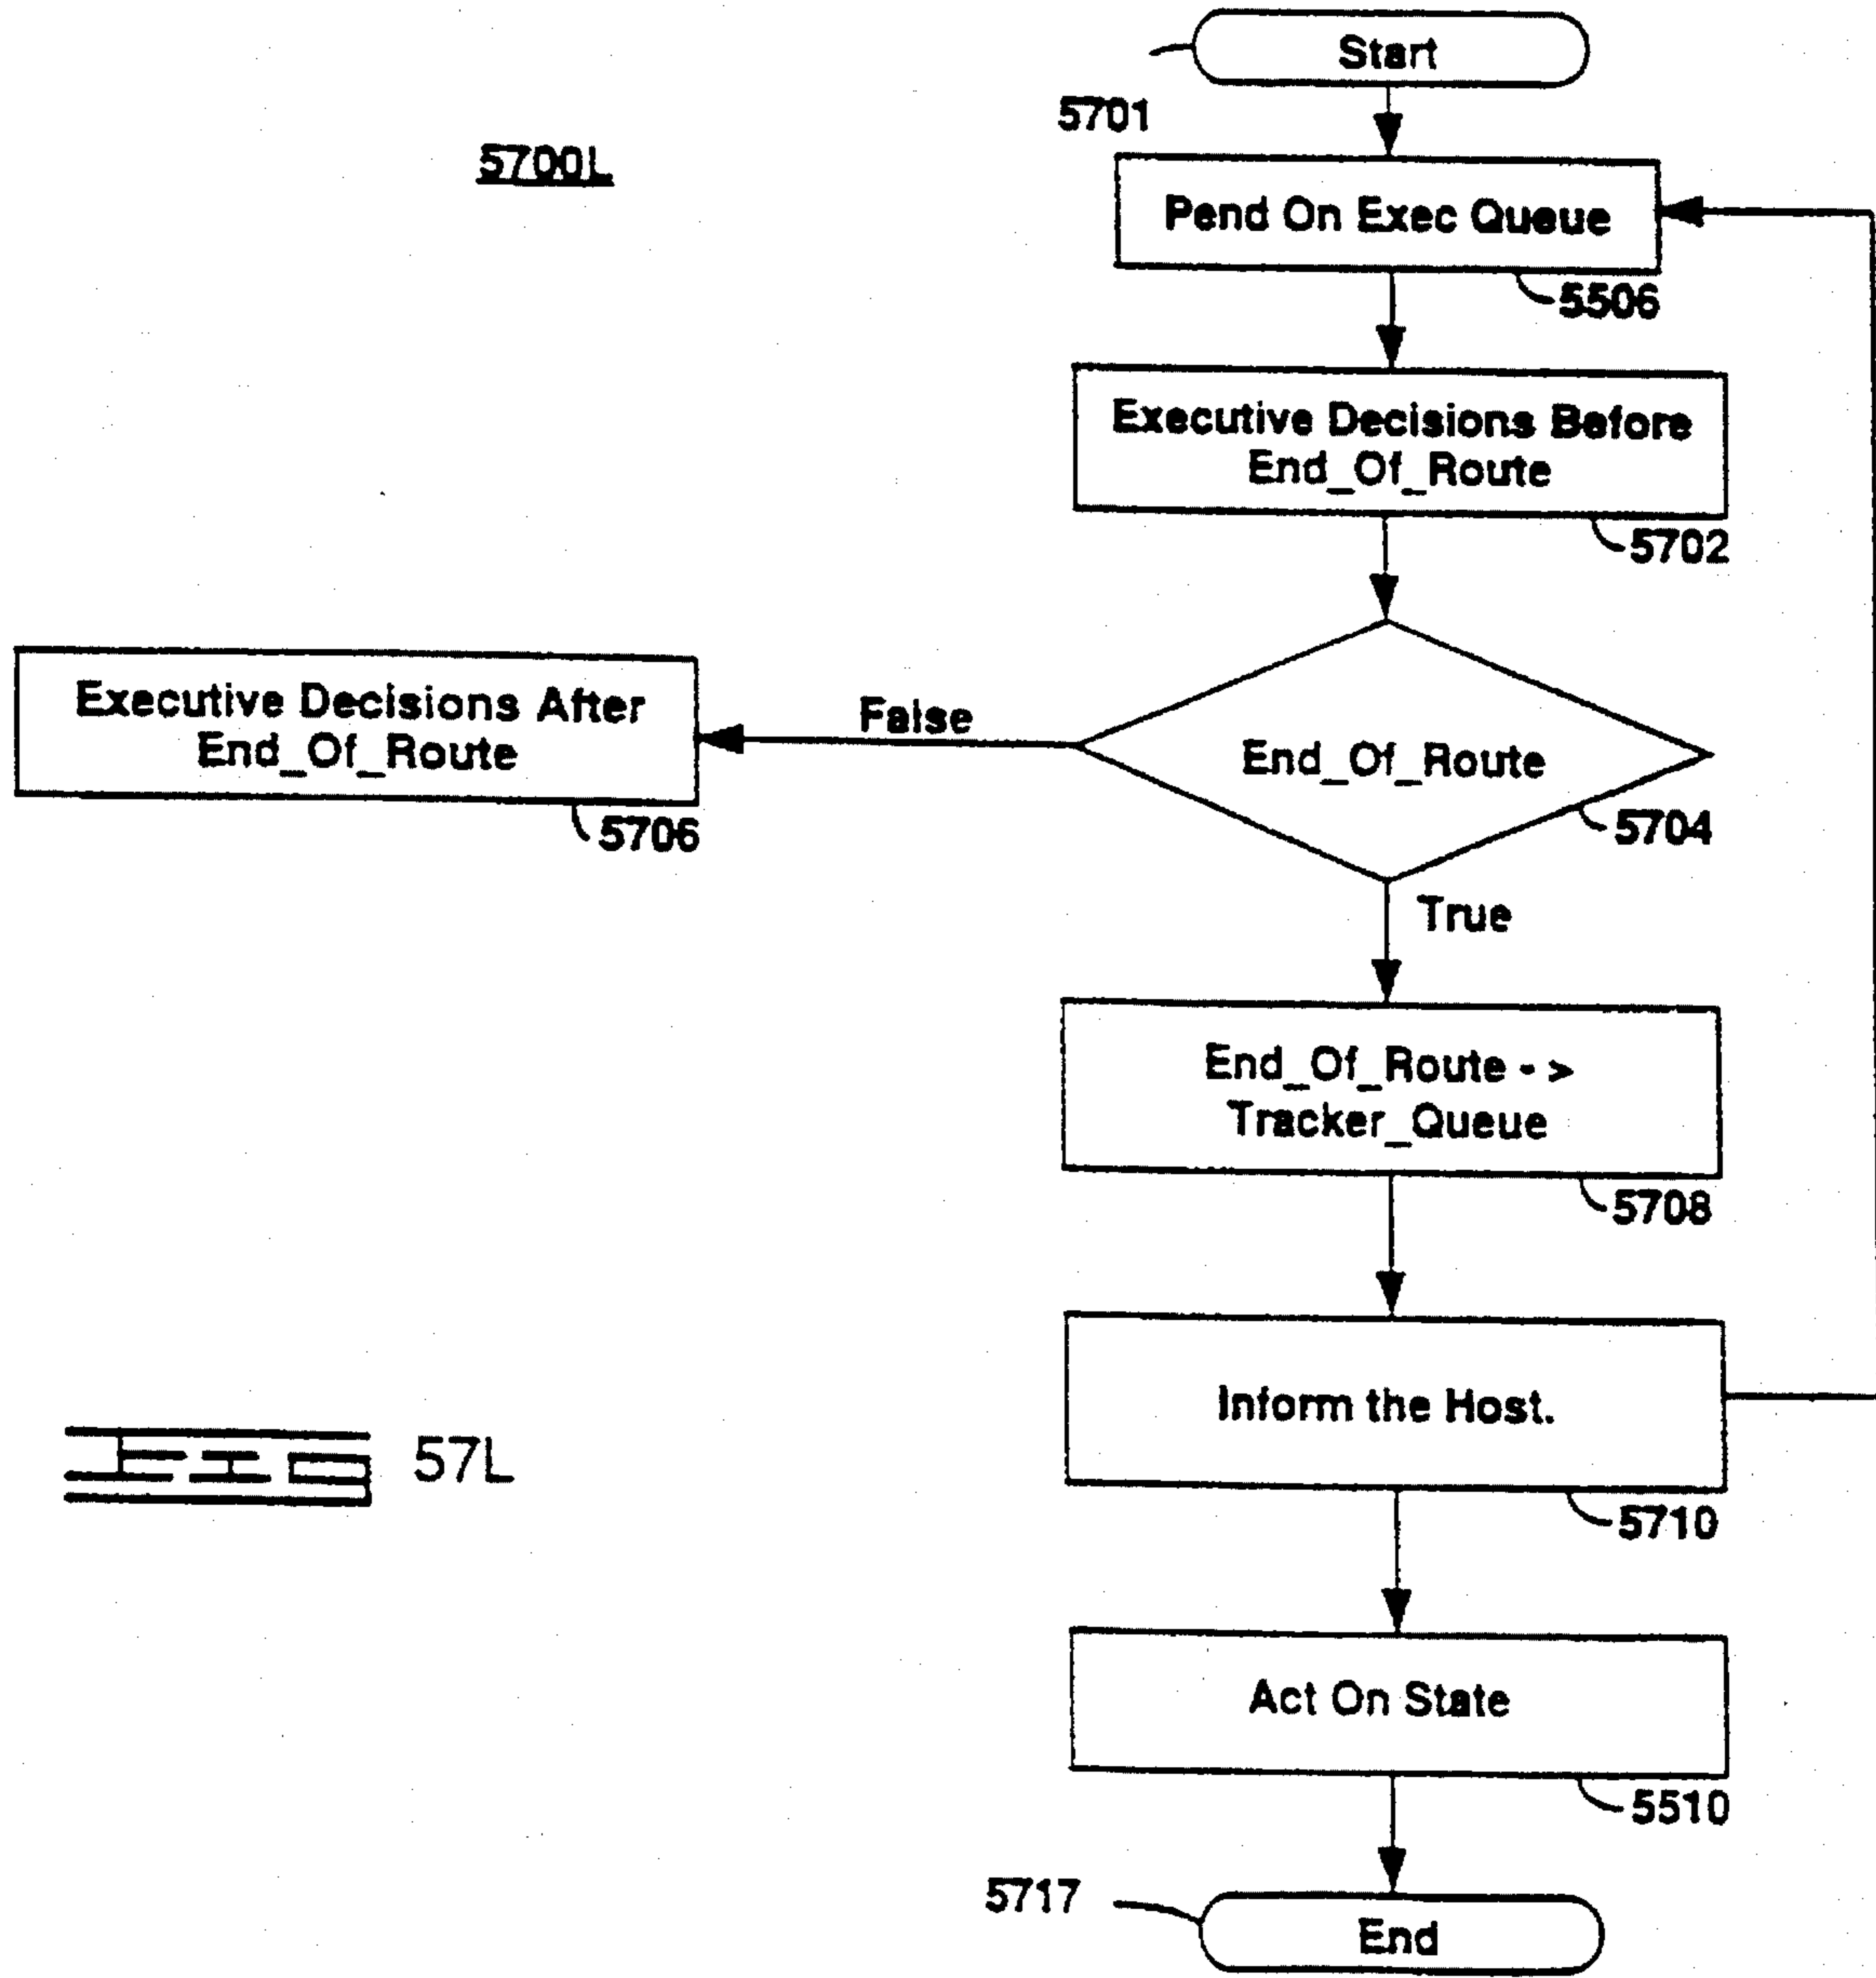 Start
5701
5700L
Pend On Exec Queue
5506
Executive Decisions Before
End_Of_Route
5702
Executive Decisions After
End_Of_Route
5706
False
End_Of_Route
5704
True
End_Of_Route - >
Tracker_Queue
5708
Inform the Host.
5710
FIG 57L
Act On State
5510
5717
End